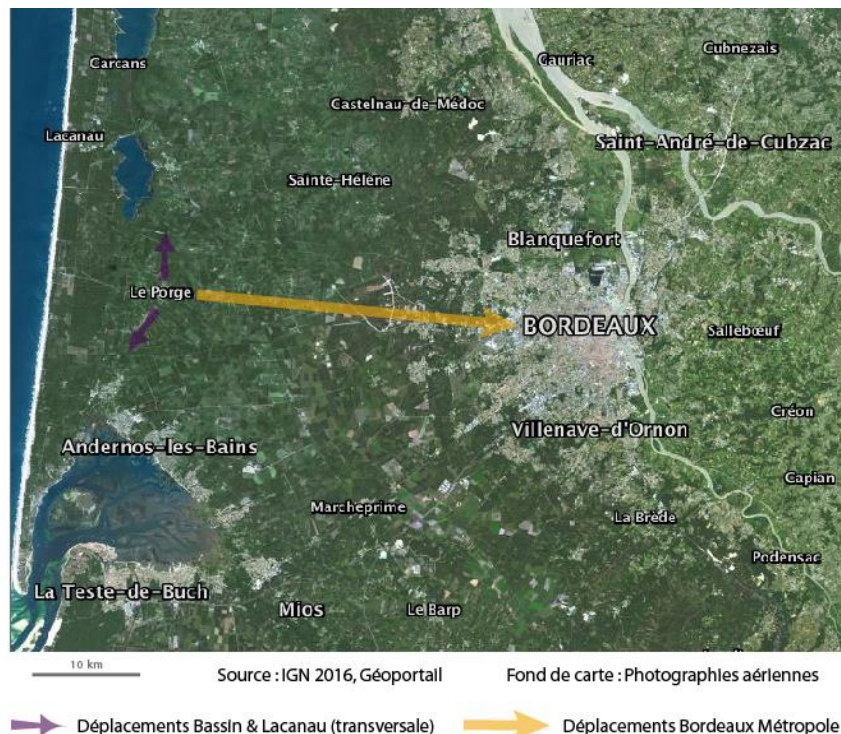 Carcans
Gauriac
Cubnezais
Castelnau-de-Médoc
Lacanau
Saint-André-de-Cubzac
Sainte-Hélène
Blanquefort
Le Porge
BORDEAUX
Sallebœuf
Créon
Villenave-d'Ornon
Andernos-les-Bains
Capian
Marcheprime
La Brède
Podensac
La Teste-de-Buch
Mios
Le Barp
10 km
Source : IGN 2016, Géoportail
Fond de carte : Photographies aériennes
Déplacements Bassin & Lacanau (transversale)
Déplacements Bordeaux Métropole